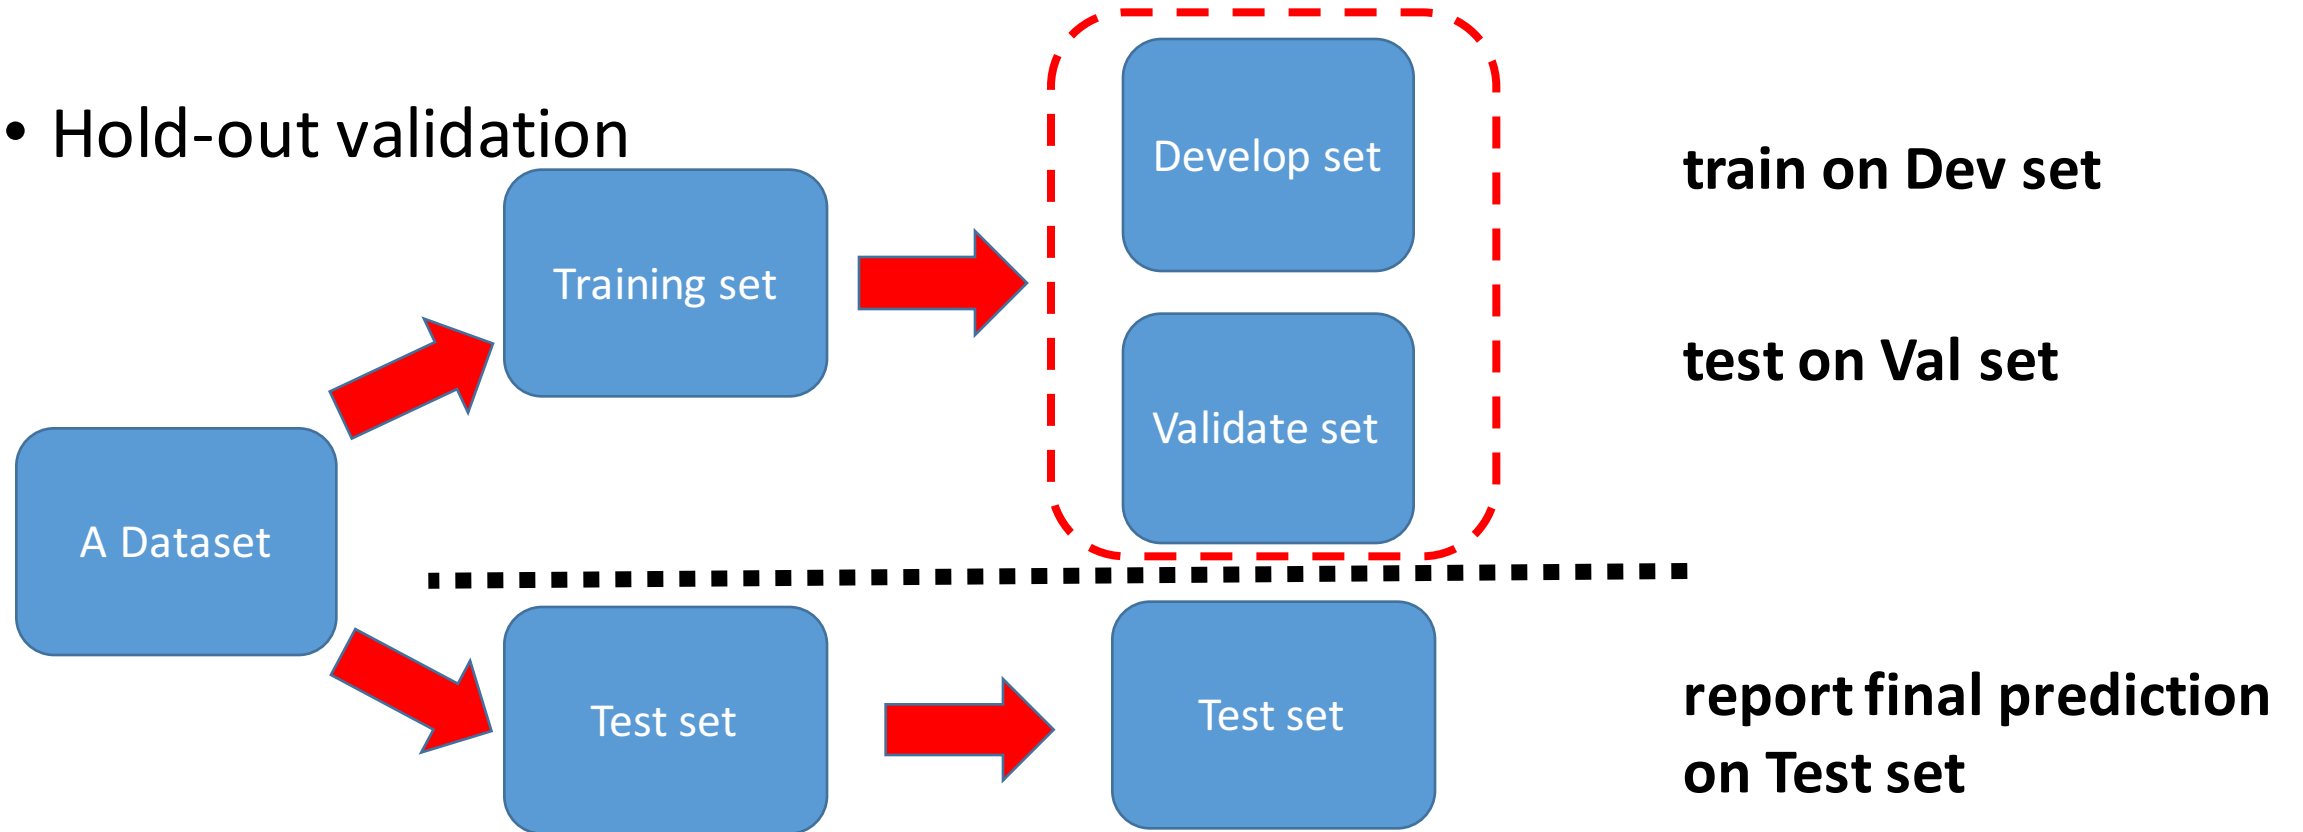 • Hold-out validation
Develop set
train on Dev set
Training set
test on Val set
Validate set
A Dataset
Test set
Test set
report final prediction
on Test set